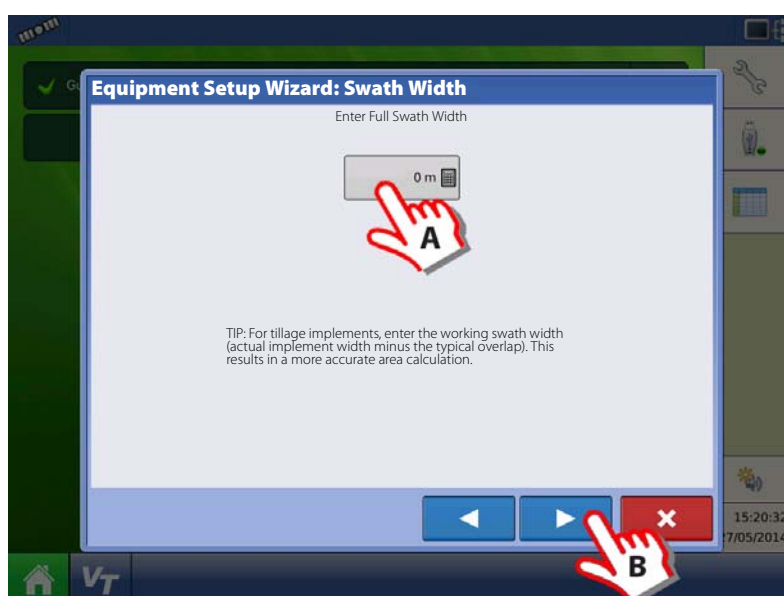 Equipment Setup Wizard: Swath Width
Enter Full Swath Width
0 m
A
TIP: For tillage implements, enter the working swath width
(actual implement width minus the typical overlap). This
results in a more accurate area calculation.
15:20:32
7/05/2014
B
VT